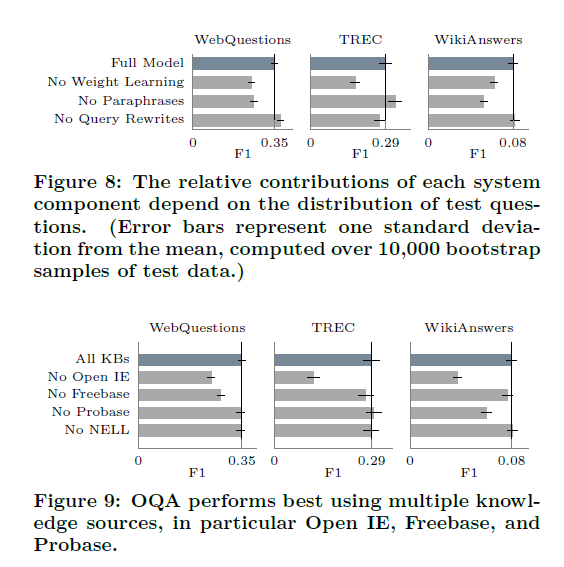 WebQuestions TREC WikiAnswers
Full Model
No Weight Learning
No Paraphrases
No Query Rewrites
0 0.35 0 0.29 0 0.08
F1 F1 F1
Figure 8: The relative contributions of each system
component depend on the distribution of test ques-
tions. (Error bars represent one standard devia-
tion from the mean, computed over 10,000 bootstrap
samples of test data.)
WebQuestions TREC WikiAnswers
All KBs
No Open IE
No Freebase
No Probase
No NELL
0 0.35 0 0.29 0 0.08
F1 F1 F1
Figure 9: OQA performs best using multiple knowl-
edge sources, in particular Open IE, Freebase, and
Probase.